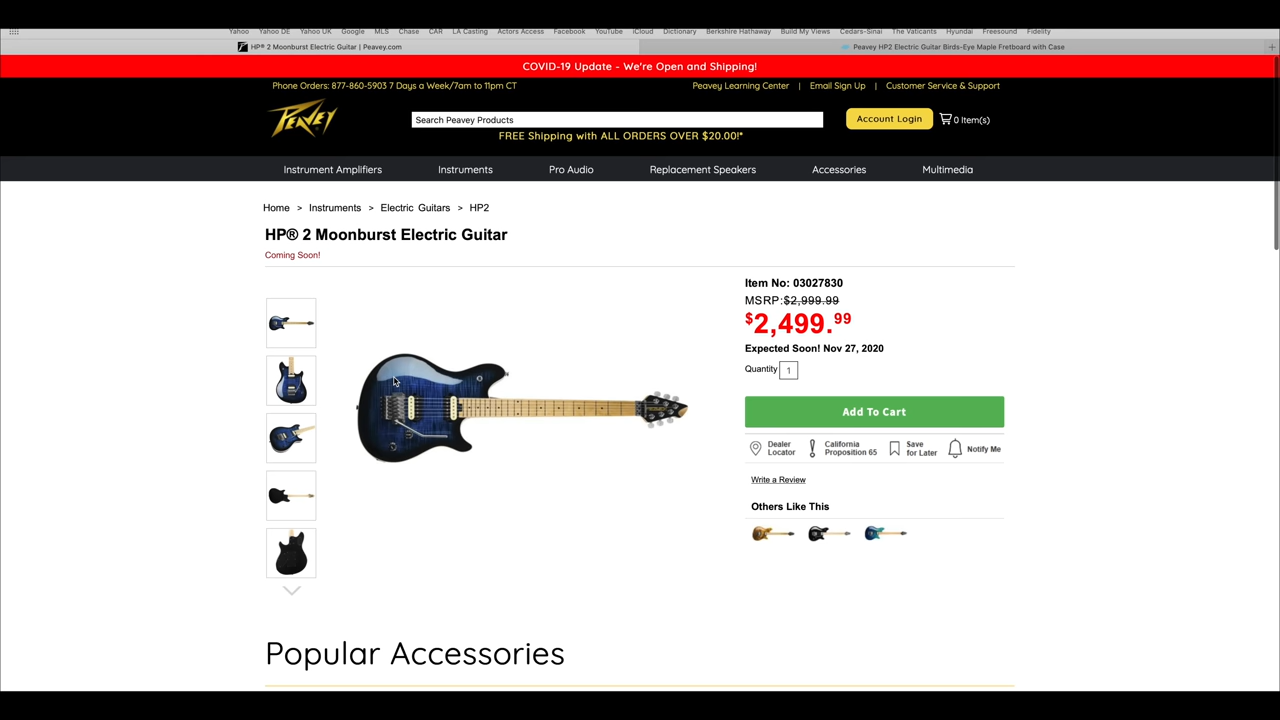 Yahoo Yahoo DE Yahoo UK Google MLS Chase CAR LA Casting Actors Access Facebook YouTube iCloud Dictionary Berkshire Hathaway Build My Views Cedars-Sinai The Vaticants Hyundai Freesound Fidelity
HP® 2 Moonburst Electric Guitar | Peavey.com
Peavey HP2 Electric Guitar Birds-Eye Maple Fretboard with Case
COVID-19 Update - We're Open and Shipping!
Phone Orders: 877-860-5903 7 Days a Week/7am to 11pm CT
Peavey Learning Center | Email Sign Up | Customer Service & Support
PEAVEY
Search Peavey Products
Account Login
0 Item(s)
FREE Shipping with ALL ORDERS OVER $20.00!*
Instrument Amplifiers Instruments Pro Audio Replacement Speakers Accessories Multimedia
Home > Instruments > Electric Guitars > HP2
HP® 2 Moonburst Electric Guitar
Coming Soon!
Item No: 03027830
MSRP:$2,999.99
$2,499.99
Expected Soon! Nov 27, 2020
Quantity 1
Add To Cart
Dealer Locator
California Proposition 65
Save for Later
Notify Me
Write a Review
Others Like This
Popular Accessories